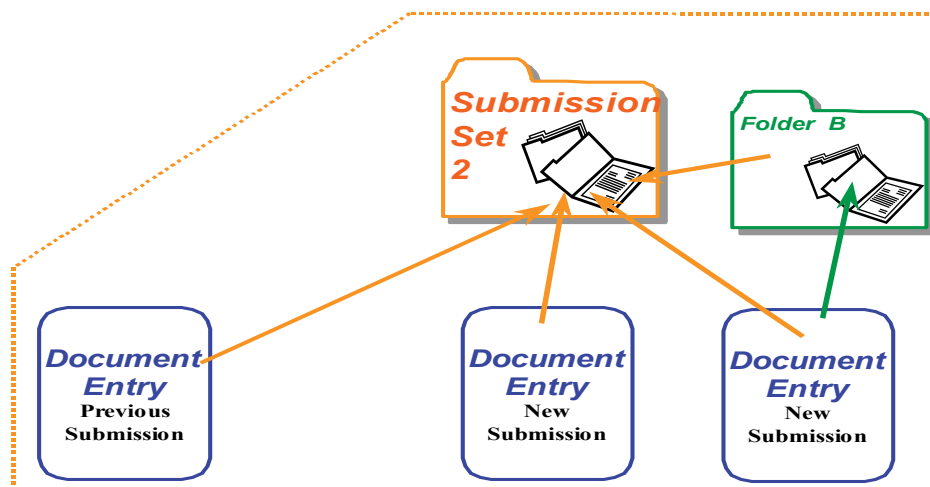 Submission
Set
2
Folder B
Document
Entry
Previous
Submission
Document
Entry
New
Submission
Document
Entry
New
Submission